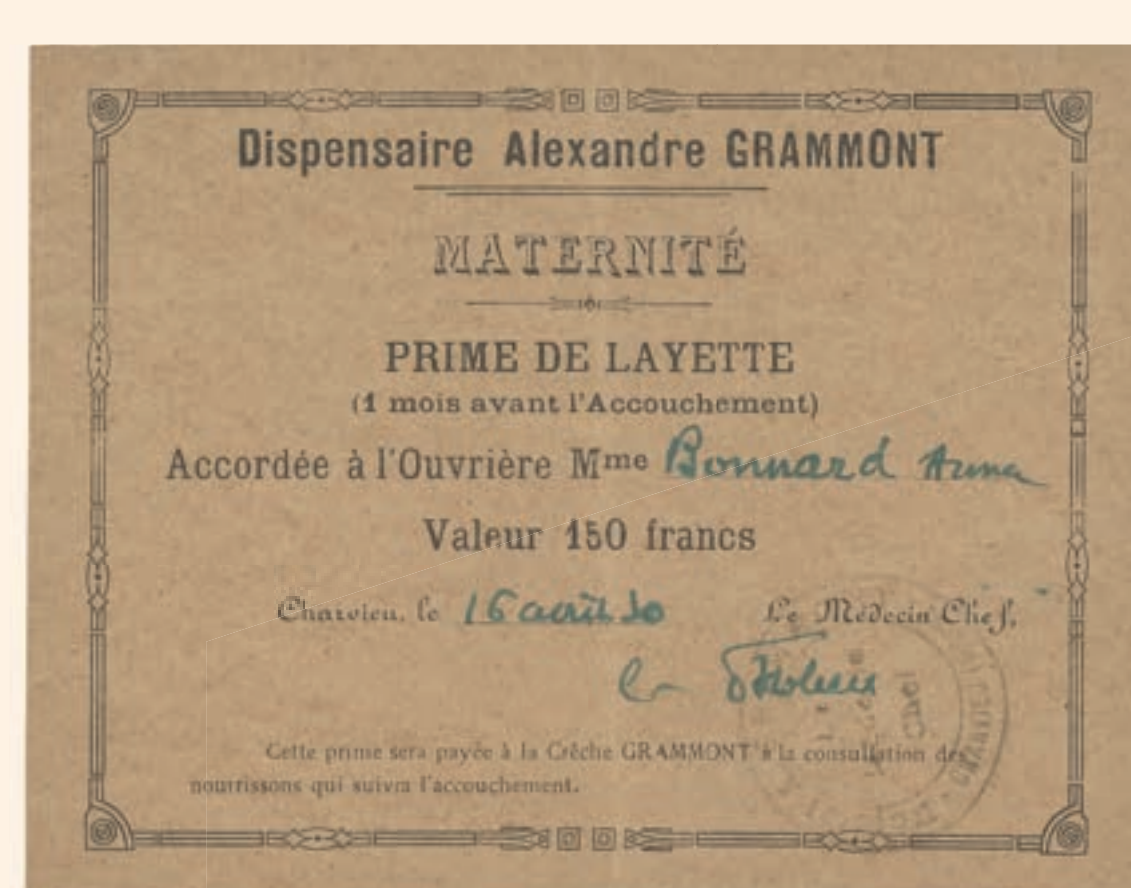 Dispensaire Alexandre GRAMMONT
MATERNITÉ
PRIME DE LAYETTE
(1 mois avant l'Accouchement)
Accordée à l'Ouvrière Mme Bonnard Anna
Valeur 150 francs
Charvieu, le 16 avril 30 Le Médecin Chef,
Cette prime sera payée à la Crêche GRAMMONT à la consultation des
nourrissons qui suivra l'accouchement.